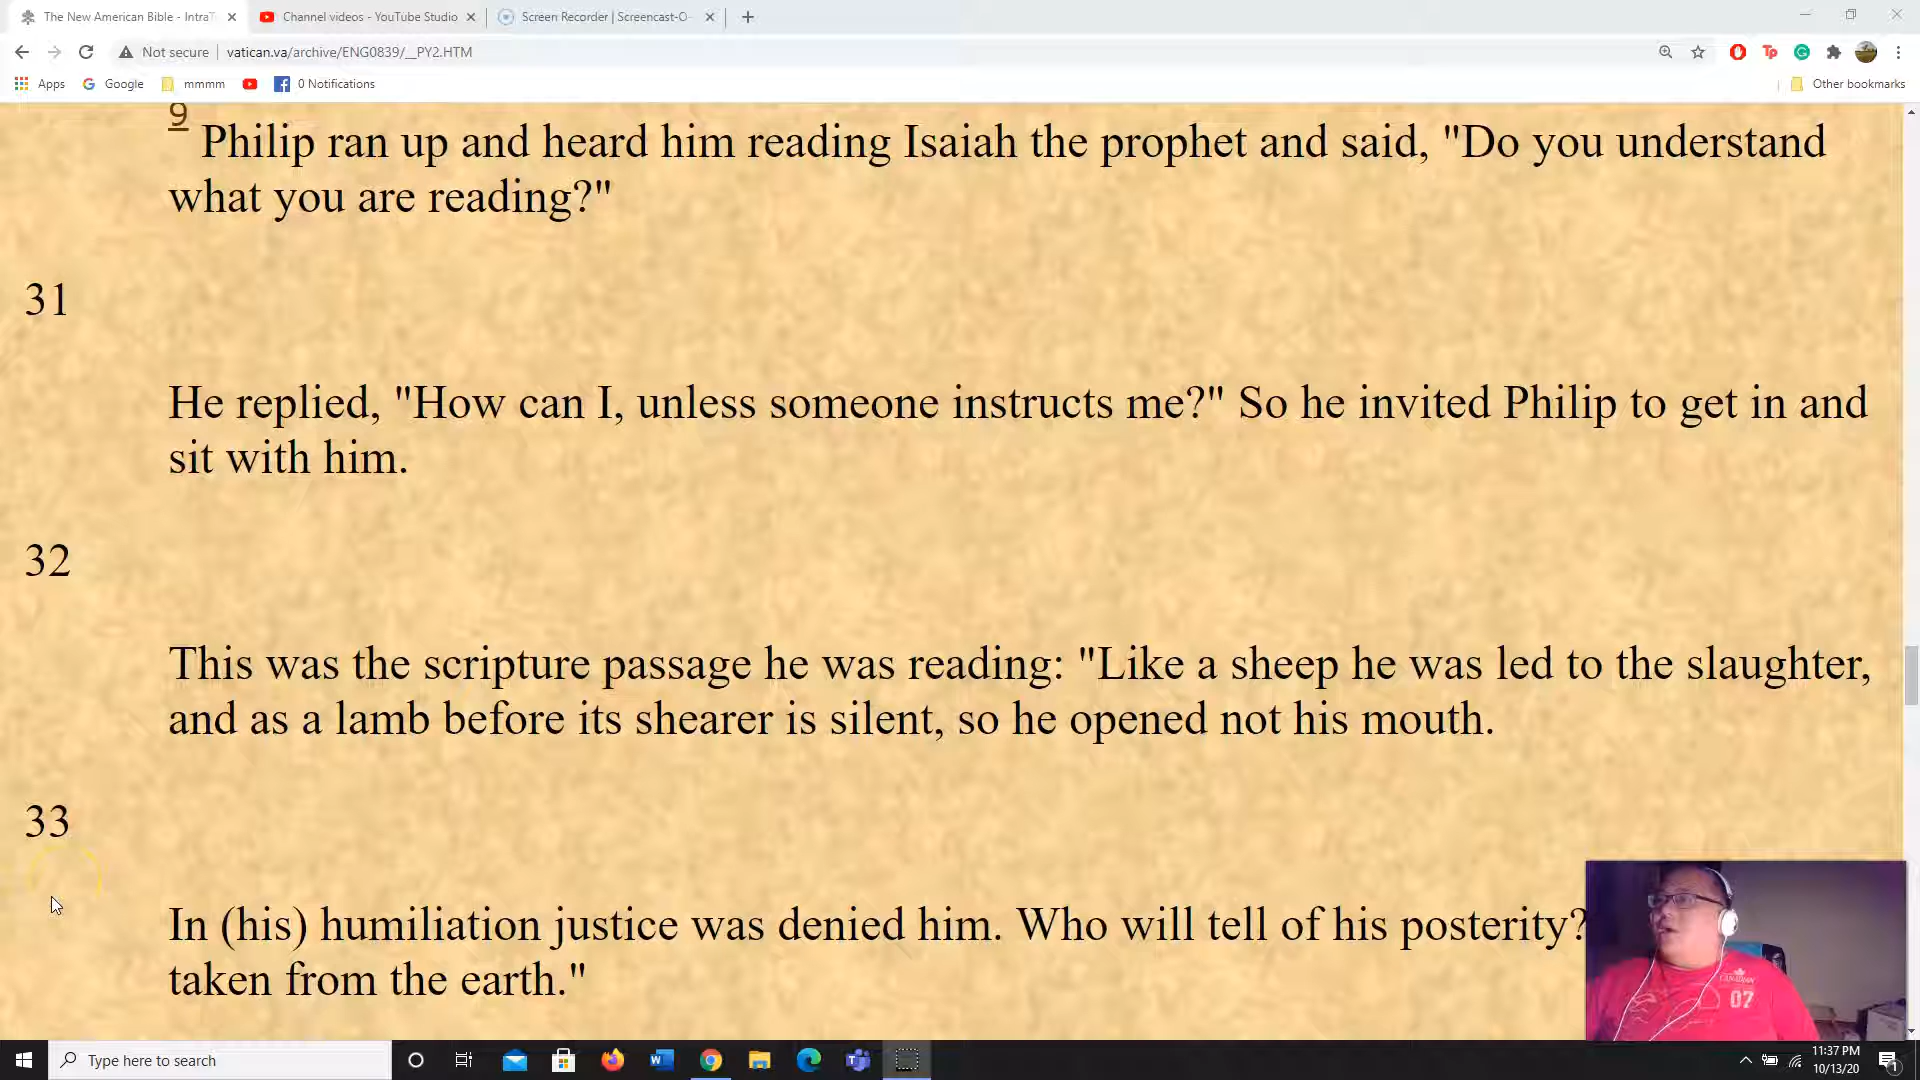 The New American Bible - IntraT
Channel videos - YouTube Studio
Screen Recorder | Screencast-O-
Not secure
vatican.va/archive/ENG0839/__PY2.HTM
Apps
Google
mmmm
0 Notifications
Other bookmarks
9
Philip ran up and heard him reading Isaiah the prophet and said, "Do you understand
what you are reading?"
31
He replied, "How can I, unless someone instructs me?" So he invited Philip to get in and
sit with him.
32
This was the scripture passage he was reading: "Like a sheep he was led to the slaughter,
and as a lamb before its shearer is silent, so he opened not his mouth.
33
In (his) humiliation justice was denied him. Who will tell of his posterity?
taken from the earth."
CANADIAN
07
Type here to search
11:37 PM
10/13/20
1